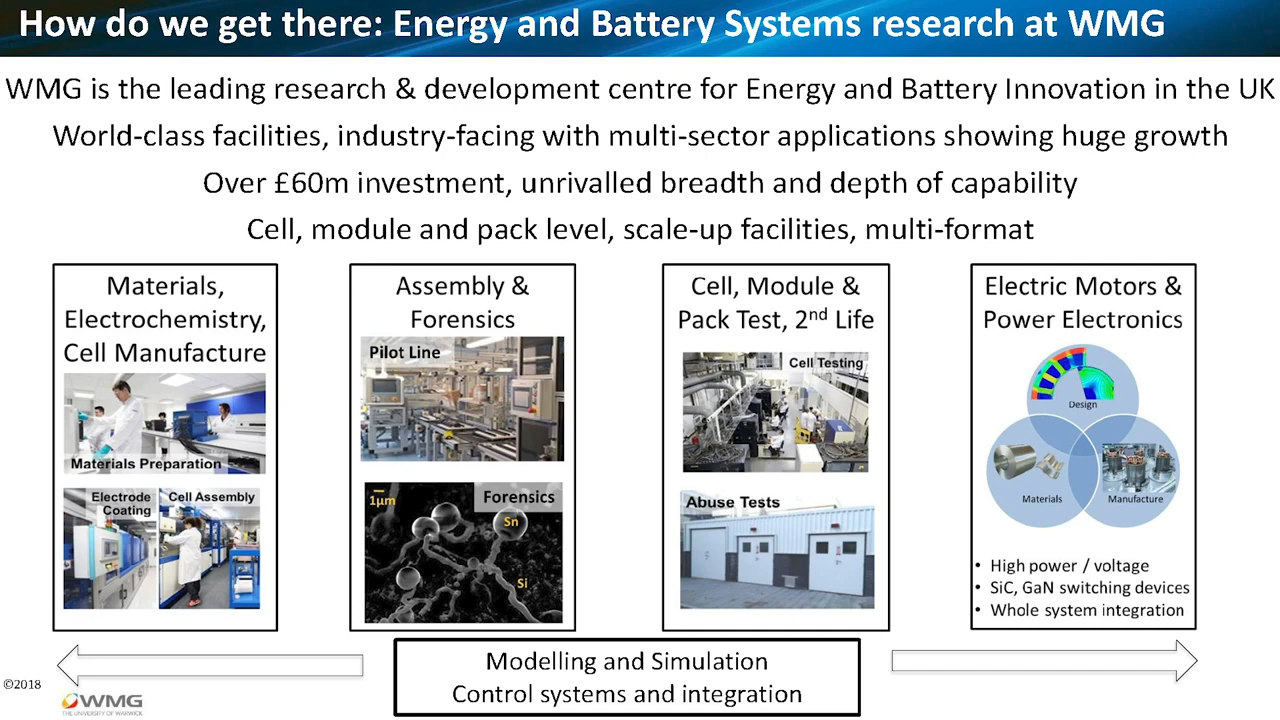 How do we get there: Energy and Battery Systems research at WMG
WMG is the leading research & development centre for Energy and Battery Innovation in the UK
World-class facilities, industry-facing with multi-sector applications showing huge growth
Over £60m investment, unrivalled breadth and depth of capability
Cell, module and pack level, scale-up facilities, multi-format
Materials,
Electrochemistry,
Cell Manufacture
Materials Preparation
Electrode
Coating
Cell Assembly
Assembly &
Forensics
Pilot Line
1µm
Forensics
Sn
Si
Cell, Module &
Pack Test, 2nd Life
Cell Testing
Abuse Tests
Electric Motors &
Power Electronics
Design
Materials
Manufacture
• High power / voltage
• SiC, GaN switching devices
• Whole system integration
Modelling and Simulation
Control systems and integration
©2018
WMG
THE UNIVERSITY OF WARWICK